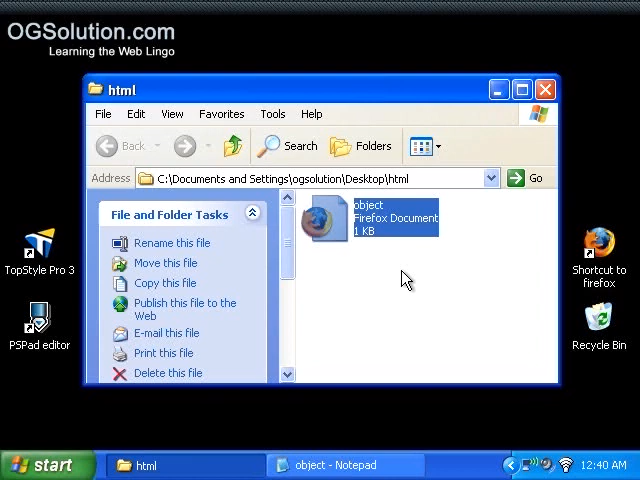 OGSolution.com
Learning the Web Lingo
html
File Edit View Favorites Tools Help
Back Search Folders
Address C:\Documents and Settings\ogsolution\Desktop\html Go
File and Folder Tasks
Rename this file
Move this file
Copy this file
Publish this file to the
Web
E-mail this file
Print this file
Delete this file
object
Firefox Document
1 KB
TopStyle Pro 3
PSPad editor
Shortcut to
firefox
Recycle Bin
start html object - Notepad 12:40 AM